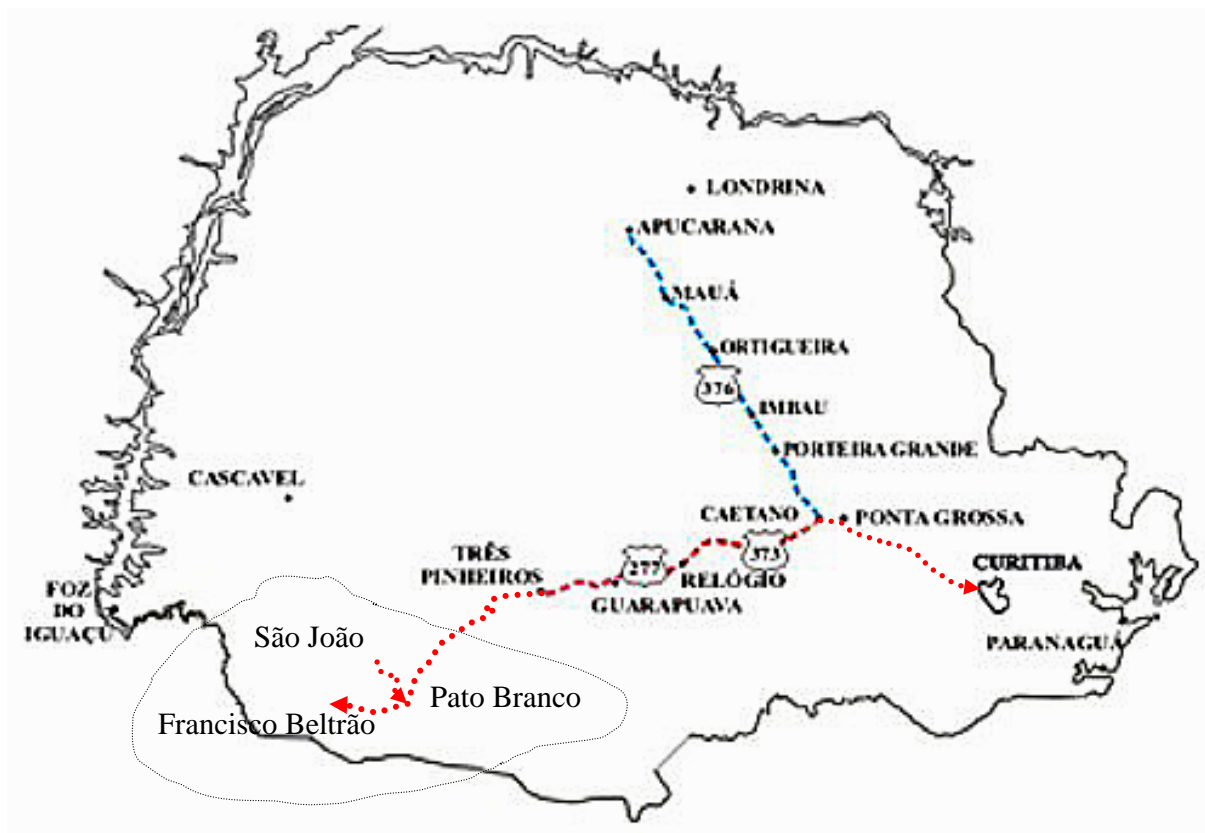 LONDRINA
APUCARANA
MAUÁ
ORTIGUEIRA
376
IMBAU
PORTEIRA GRANDE
CASCAVEL
CAETANO
PONTA GROSSA
TRÊS
PINHEIROS
277
373
RELÓGIO
CURITIBA
GUARAPUAVA
FOZ
DO
IGUAÇU
PARANAGUÁ
São João
Pato Branco
Francisco Beltrão